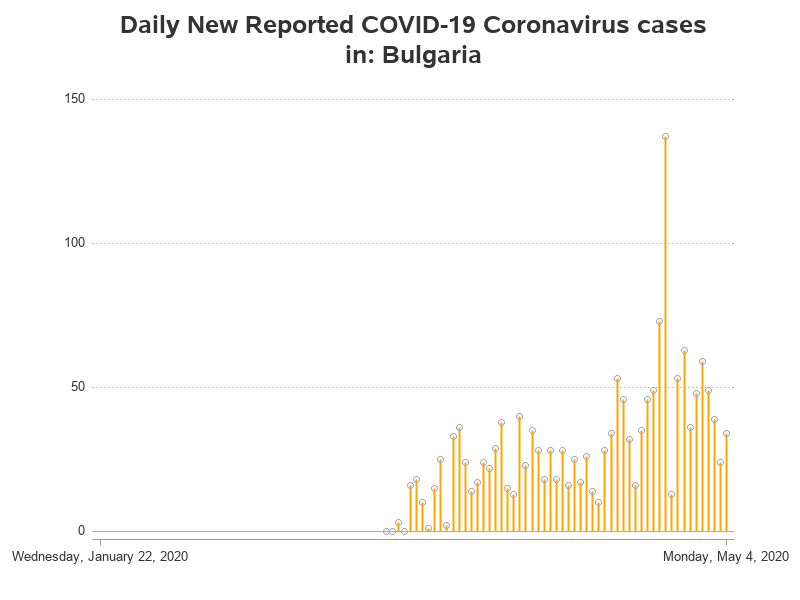 Daily New Reported COVID-19 Coronavirus cases
in: Bulgaria
150
100
50
0
Wednesday, January 22, 2020
Monday, May 4, 2020